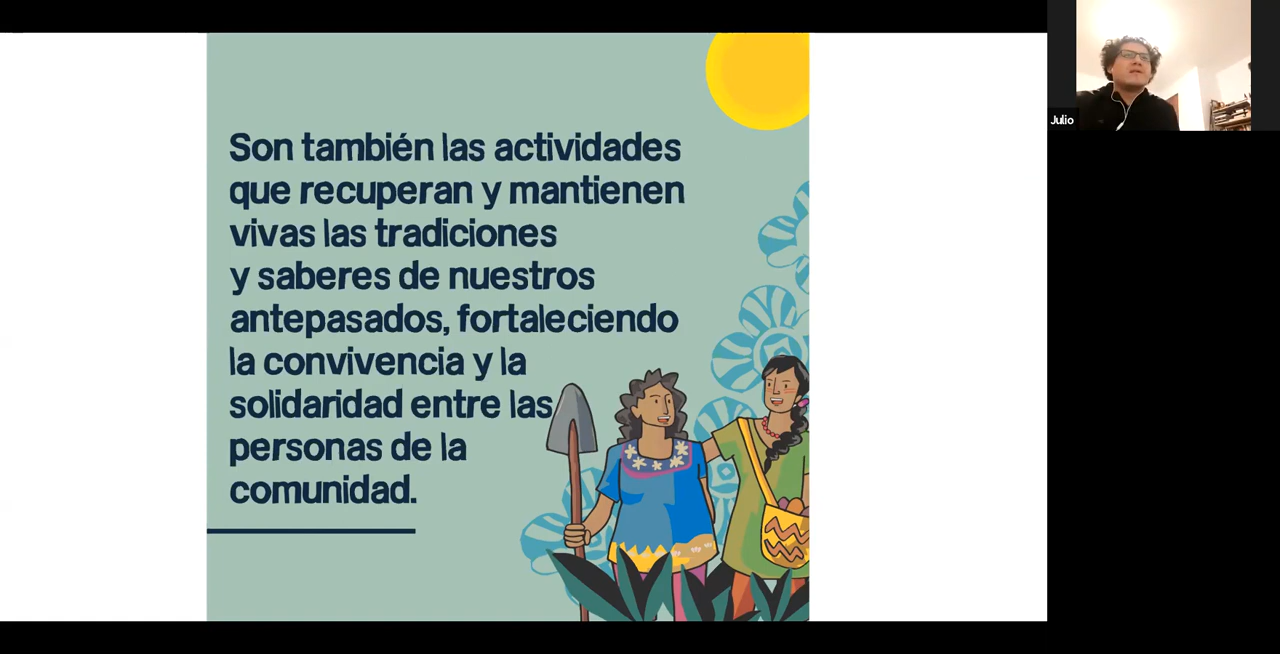 Son también las actividades
que recuperan y mantienen
vivas las tradiciones
y saberes de nuestros
antepasados, fortaleciendo
la convivencia y la
solidaridad entre las
personas de la
comunidad.
Julio